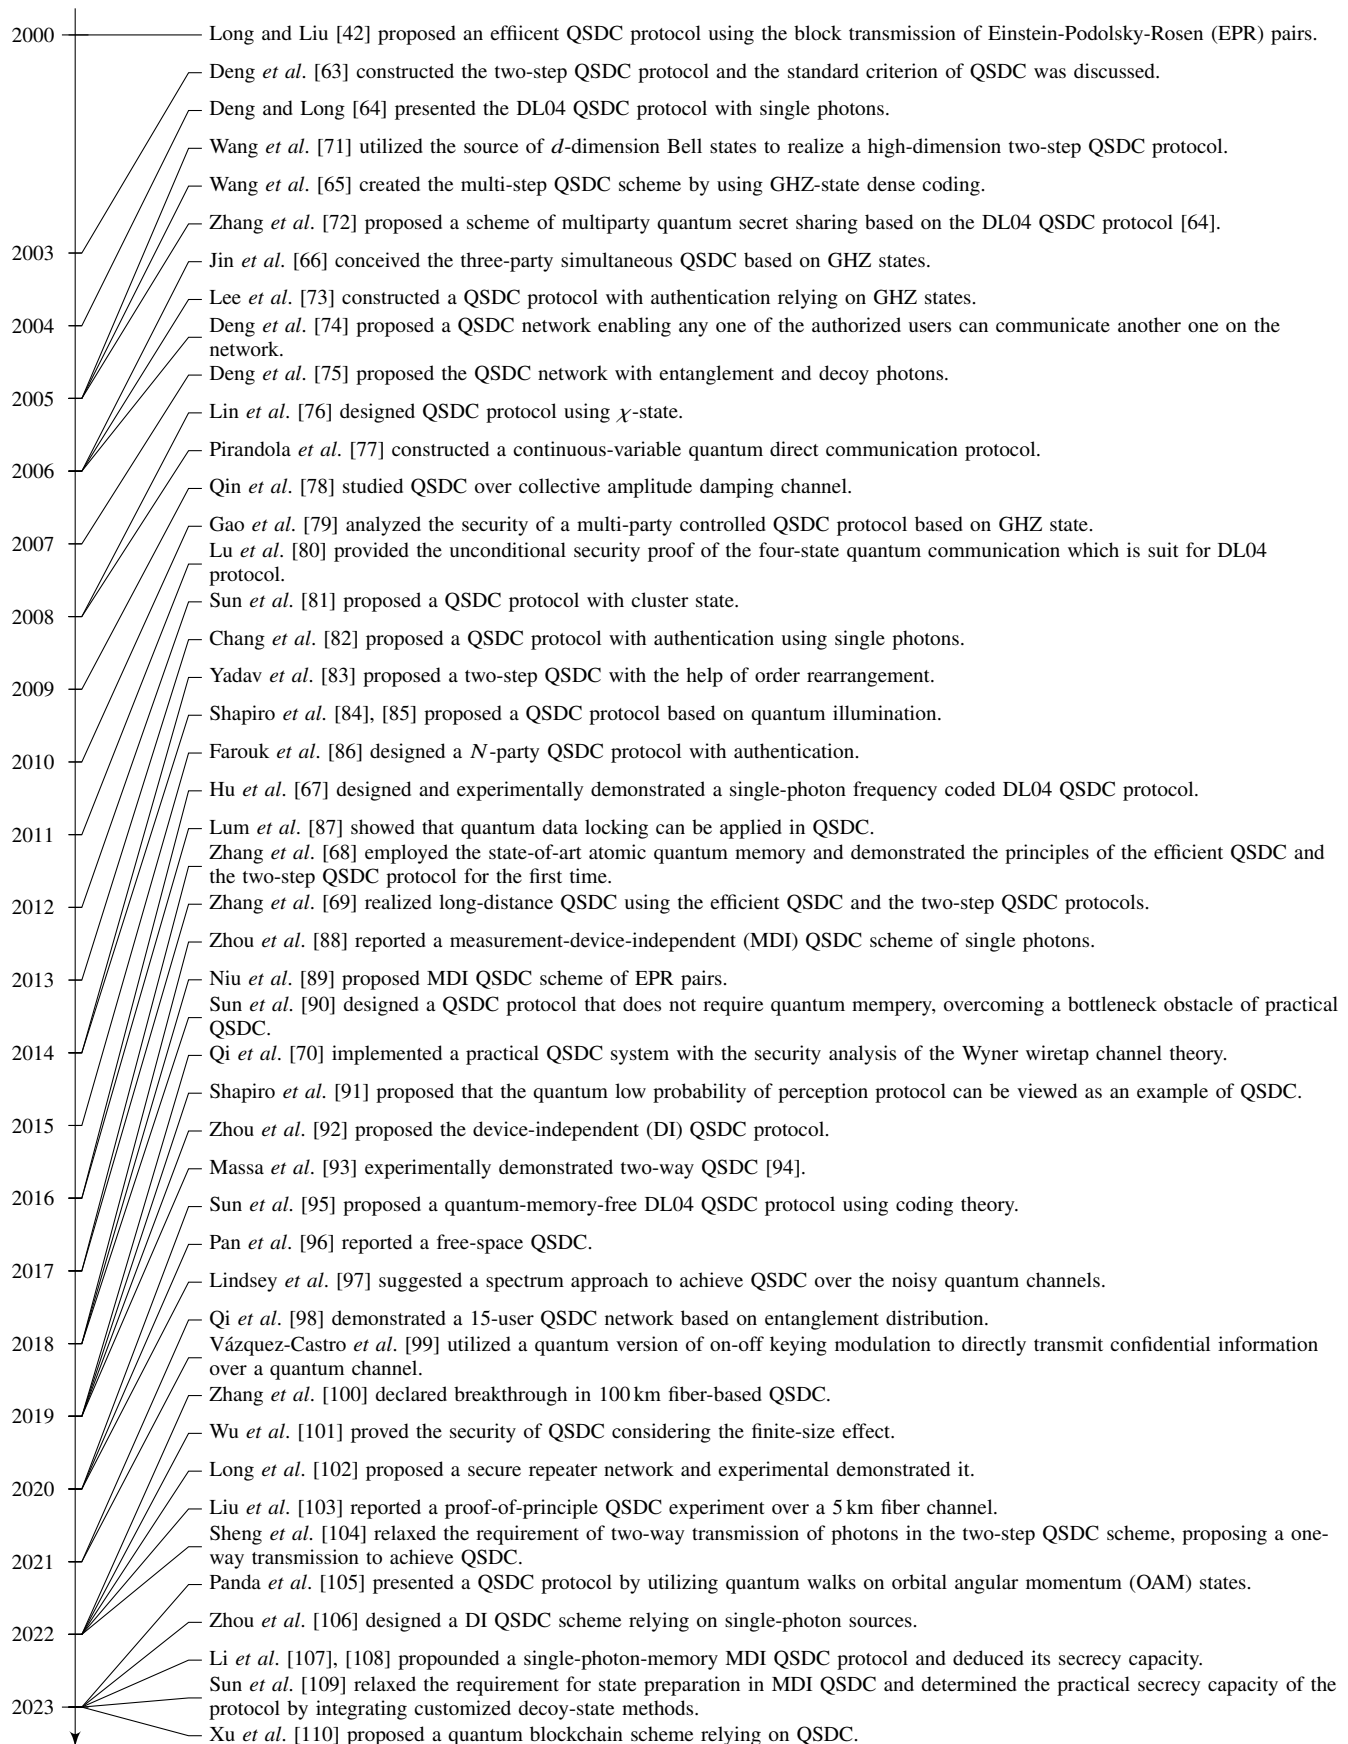 2000
Long and Liu [42] proposed an effiicent QSDC protocol using the block transmission of Einstein-Podolsky-Rosen (EPR) pairs.
Deng et al. [63] constructed the two-step QSDC protocol and the standard criterion of QSDC was discussed.
Deng and Long [64] presented the DL04 QSDC protocol with single photons.
Wang et al. [71] utilized the source of d-dimension Bell states to realize a high-dimension two-step QSDC protocol.
Wang et al. [65] created the multi-step QSDC scheme by using GHZ-state dense coding.
Zhang et al. [72] proposed a scheme of multiparty quantum secret sharing based on the DL04 QSDC protocol [64].
2003
Jin et al. [66] conceived the three-party simultaneous QSDC based on GHZ states.
Lee et al. [73] constructed a QSDC protocol with authentication relying on GHZ states.
2004
Deng et al. [74] proposed a QSDC network enabling any one of the authorized users can communicate another one on the
network.
Deng et al. [75] proposed the QSDC network with entanglement and decoy photons.
2005
Lin et al. [76] designed QSDC protocol using χ-state.
Pirandola et al. [77] constructed a continuous-variable quantum direct communication protocol.
2006
Qin et al. [78] studied QSDC over collective amplitude damping channel.
Gao et al. [79] analyzed the security of a multi-party controlled QSDC protocol based on GHZ state.
2007
Lu et al. [80] provided the unconditional security proof of the four-state quantum communication which is suit for DL04
protocol.
Sun et al. [81] proposed a QSDC protocol with cluster state.
2008
Chang et al. [82] proposed a QSDC protocol with authentication using single photons.
Yadav et al. [83] proposed a two-step QSDC with the help of order rearrangement.
2009
Shapiro et al. [84], [85] proposed a QSDC protocol based on quantum illumination.
Farouk et al. [86] designed a N-party QSDC protocol with authentication.
2010
Hu et al. [67] designed and experimentally demonstrated a single-photon frequency coded DL04 QSDC protocol.
Lum et al. [87] showed that quantum data locking can be applied in QSDC.
2011
Zhang et al. [68] employed the state-of-art atomic quantum memory and demonstrated the principles of the efficient QSDC and
the two-step QSDC protocol for the first time.
Zhang et al. [69] realized long-distance QSDC using the efficient QSDC and the two-step QSDC protocols.
2012
Zhou et al. [88] reported a measurement-device-independent (MDI) QSDC scheme of single photons.
Niu et al. [89] proposed MDI QSDC scheme of EPR pairs.
2013
Sun et al. [90] designed a QSDC protocol that does not require quantum mempery, overcoming a bottleneck obstacle of practical
QSDC.
Qi et al. [70] implemented a practical QSDC system with the security analysis of the Wyner wiretap channel theory.
2014
Shapiro et al. [91] proposed that the quantum low probability of perception protocol can be viewed as an example of QSDC.
2015
Zhou et al. [92] proposed the device-independent (DI) QSDC protocol.
Massa et al. [93] experimentally demonstrated two-way QSDC [94].
2016
Sun et al. [95] proposed a quantum-memory-free DL04 QSDC protocol using coding theory.
Pan et al. [96] reported a free-space QSDC.
2017
Lindsey et al. [97] suggested a spectrum approach to achieve QSDC over the noisy quantum channels.
Qi et al. [98] demonstrated a 15-user QSDC network based on entanglement distribution.
2018
Vázquez-Castro et al. [99] utilized a quantum version of on-off keying modulation to directly transmit confidential information
over a quantum channel.
Zhang et al. [100] declared breakthrough in 100 km fiber-based QSDC.
2019
Wu et al. [101] proved the security of QSDC considering the finite-size effect.
Long et al. [102] proposed a secure repeater network and experimental demonstrated it.
2020
Liu et al. [103] reported a proof-of-principle QSDC experiment over a 5 km fiber channel.
Sheng et al. [104] relaxed the requirement of two-way transmission of photons in the two-step QSDC scheme, proposing a one-
way transmission to achieve QSDC.
2021
Panda et al. [105] presented a QSDC protocol by utilizing quantum walks on orbital angular momentum (OAM) states.
Zhou et al. [106] designed a DI QSDC scheme relying on single-photon sources.
2022
Li et al. [107], [108] propounded a single-photon-memory MDI QSDC protocol and deduced its secrecy capacity.
Sun et al. [109] relaxed the requirement for state preparation in MDI QSDC and determined the practical secrecy capacity of the
protocol by integrating customized decoy-state methods.
2023
Xu et al. [110] proposed a quantum blockchain scheme relying on QSDC.